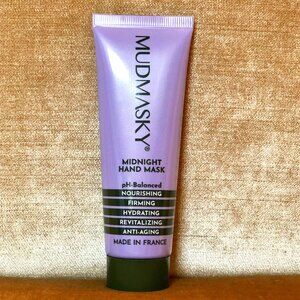 MUDMASKY®
MIDNIGHT
HAND MASK
pH-Balanced
NOURISHING
FIRMING
HYDRATING
REVITALIZING
ANTI-AGING
MADE IN FRANCE